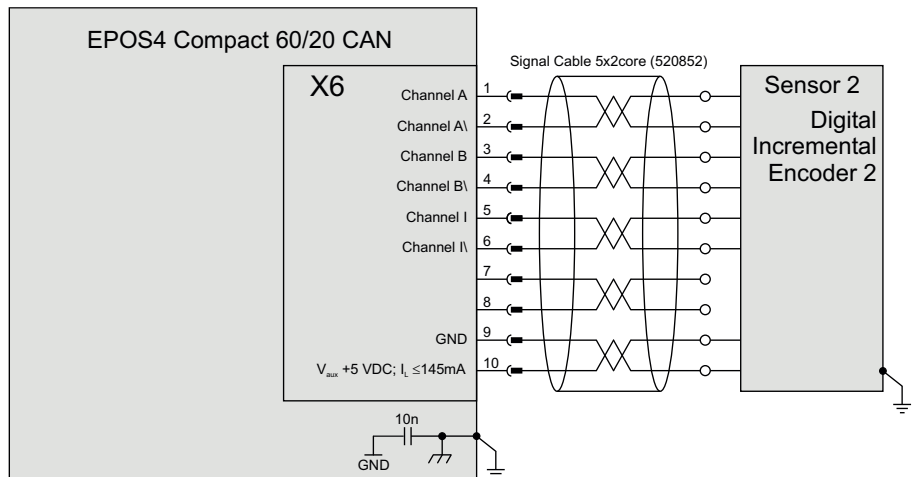 EPOS4 Compact 60/20 CAN
Signal Cable 5x2core (520852)
X6
Sensor 2
Digital
Incremental
Encoder 2
Channel A 1
Channel A\ 2
Channel B 3
Channel B\ 4
Channel I 5
Channel I\ 6
7
8
GND 9
Vaux +5 VDC; IL ≤145mA 10
10n
GND